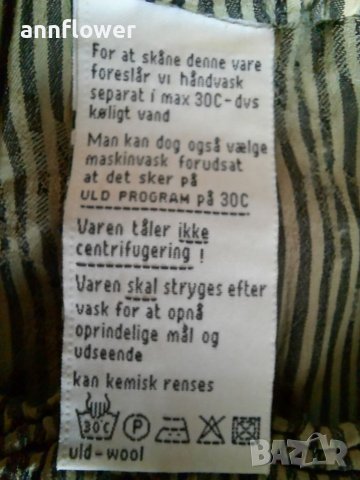 annflower
For at skåne denne vare
foreslår vi håndvask
separat i max 30C-dvs
køligt vand
Man kan dog også vælge
maskinvask forudsat
at det sker på
ULD PROGRAM på 30C
Varen tåler ikke
centrifugering !
Varen skal stryges efter
vask for at opnå
oprindelige mål og
udseende
kan kemisk renses
30°C P
uld-wool
BAZAR